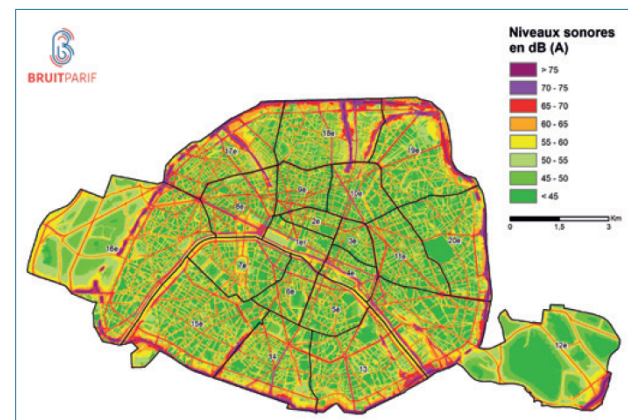 BRUITPARIF
Niveaux sonores
en dB (A)
> 75
70 - 75
65 - 70
60 - 65
55 - 60
50 - 55
45 - 50
< 45
0 1,5 3 Km
18e
17e
19e
9e
10e
8e
2e
1er
3e
20e
11e
16e
7e
4e
6e
5e
15e
12e
14
13